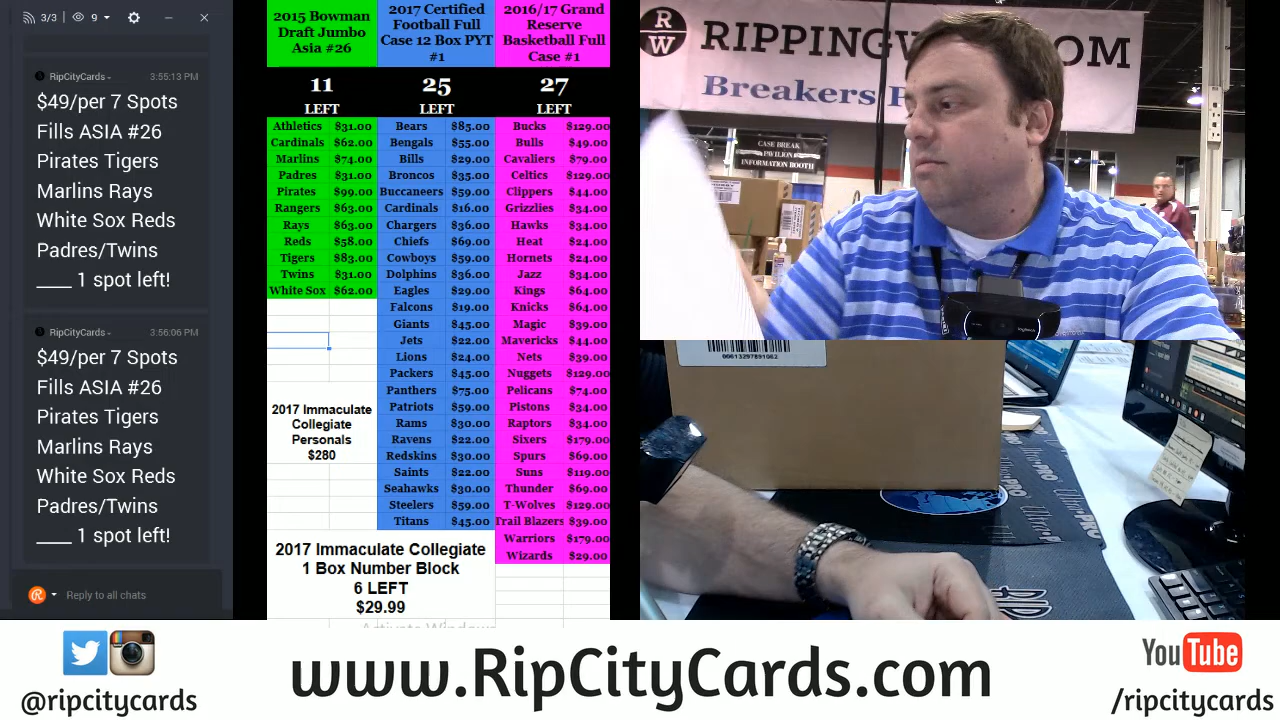 3/3 9
RipCityCards - 3:55:13 PM
$49/per 7 Spots
Fills ASIA #26
Pirates Tigers
Marlins Rays
White Sox Reds
Padres/Twins
____ 1 spot left!
RipCityCards - 3:56:06 PM
$49/per 7 Spots
Fills ASIA #26
Pirates Tigers
Marlins Rays
White Sox Reds
Padres/Twins
____ 1 spot left!
Reply to all chats
2015 Bowman
Draft Jumbo
Asia #26
11
LEFT
Athletics $31.00
Cardinals $62.00
Marlins $74.00
Padres $31.00
Pirates $99.00
Rangers $63.00
Rays $63.00
Reds $58.00
Tigers $83.00
Twins $31.00
White Sox $62.00
2017 Immaculate
Collegiate
Personals
$280
2017 Certified
Football Full
Case 12 Box PYT
#1
25
LEFT
Bears $85.00
Bengals $55.00
Bills $29.00
Broncos $35.00
Buccaneers $59.00
Cardinals $16.00
Chargers $36.00
Chiefs $69.00
Cowboys $59.00
Dolphins $36.00
Eagles $29.00
Falcons $19.00
Giants $45.00
Jets $22.00
Lions $24.00
Packers $45.00
Panthers $75.00
Patriots $59.00
Rams $30.00
Ravens $22.00
Redskins $30.00
Saints $22.00
Seahawks $30.00
Steelers $59.00
Titans $45.00
2016/17 Grand
Reserve
Basketball Full
Case #1
27
LEFT
Bucks $129.00
Bulls $49.00
Cavaliers $79.00
Celtics $129.00
Clippers $44.00
Grizzlies $34.00
Hawks $34.00
Heat $24.00
Hornets $24.00
Jazz $34.00
Kings $64.00
Knicks $64.00
Magic $39.00
Mavericks $44.00
Nets $39.00
Nuggets $129.00
Pelicans $74.00
Pistons $34.00
Raptors $34.00
Sixers $179.00
Spurs $69.00
Suns $119.00
Thunder $69.00
T-Wolves $129.00
Trail Blazers $39.00
Warriors $179.00
Wizards $29.00
2017 Immaculate Collegiate
1 Box Number Block
6 LEFT
$29.99
Activate Windows
RW
RIPPINGW OM
Breakers P
CASE BREAK
PAVILION
INFORMATION BOOTH
logitech
Ultra-PRO
@ripcitycards
www.RipCityCards.com
YouTube
/ripcitycards